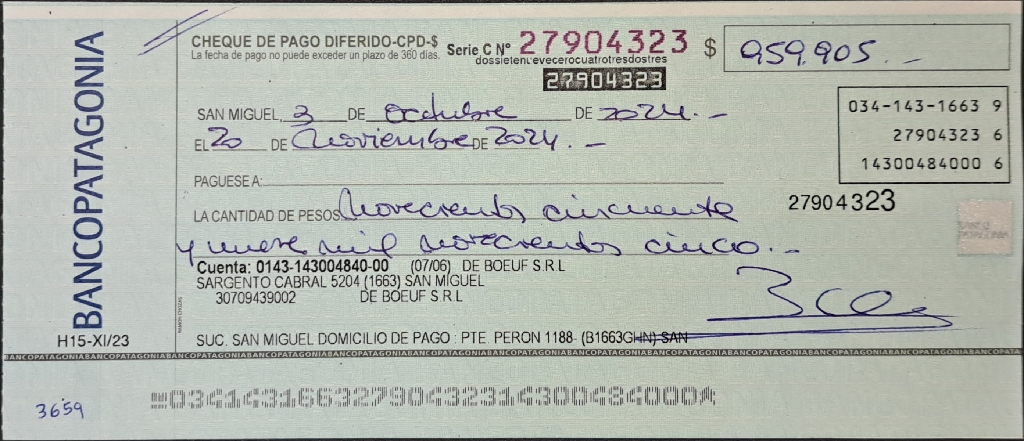 BANCOPATAGONIA
H15-XI/23
CHEQUE DE PAGO DIFERIDO-CPD-$ Serie C Nº 27904323 $ 959.905.-
La fecha de pago no puede exceder un plazo de 360 días.
dossietenuevecerocuatrotresdostres
27904323
SAN MIGUEL, 3 DE Octubre DE 2024.-
EL 20 DE Noviembre DE 2024.-
034-143-1663 9
27904323 6
14300484000 6
PAGUESE A:
27904323
LA CANTIDAD DE PESOS Novecientos cincuenta
y nueve mil novecientos cinco.-
Cuenta: 0143-143004840-00 (07/06) DE BOEUF S.R.L
SARGENTO CABRAL 5204 (1663) SAN MIGUEL
30709439002 DE BOEUF S R L
SUC. SAN MIGUEL DOMICILIO DE PAGO : PTE. PERON 1188- (B1663GHN) SAN
BANCOPATAGONIABANCOPATAGONIABANCOPATAGONIABANCOPATAGONIABANCOPATAGONIABANCOPATAGONIABANCOPATAGONIABANCOPATAGONIA
3659
03414316632790432314300484000